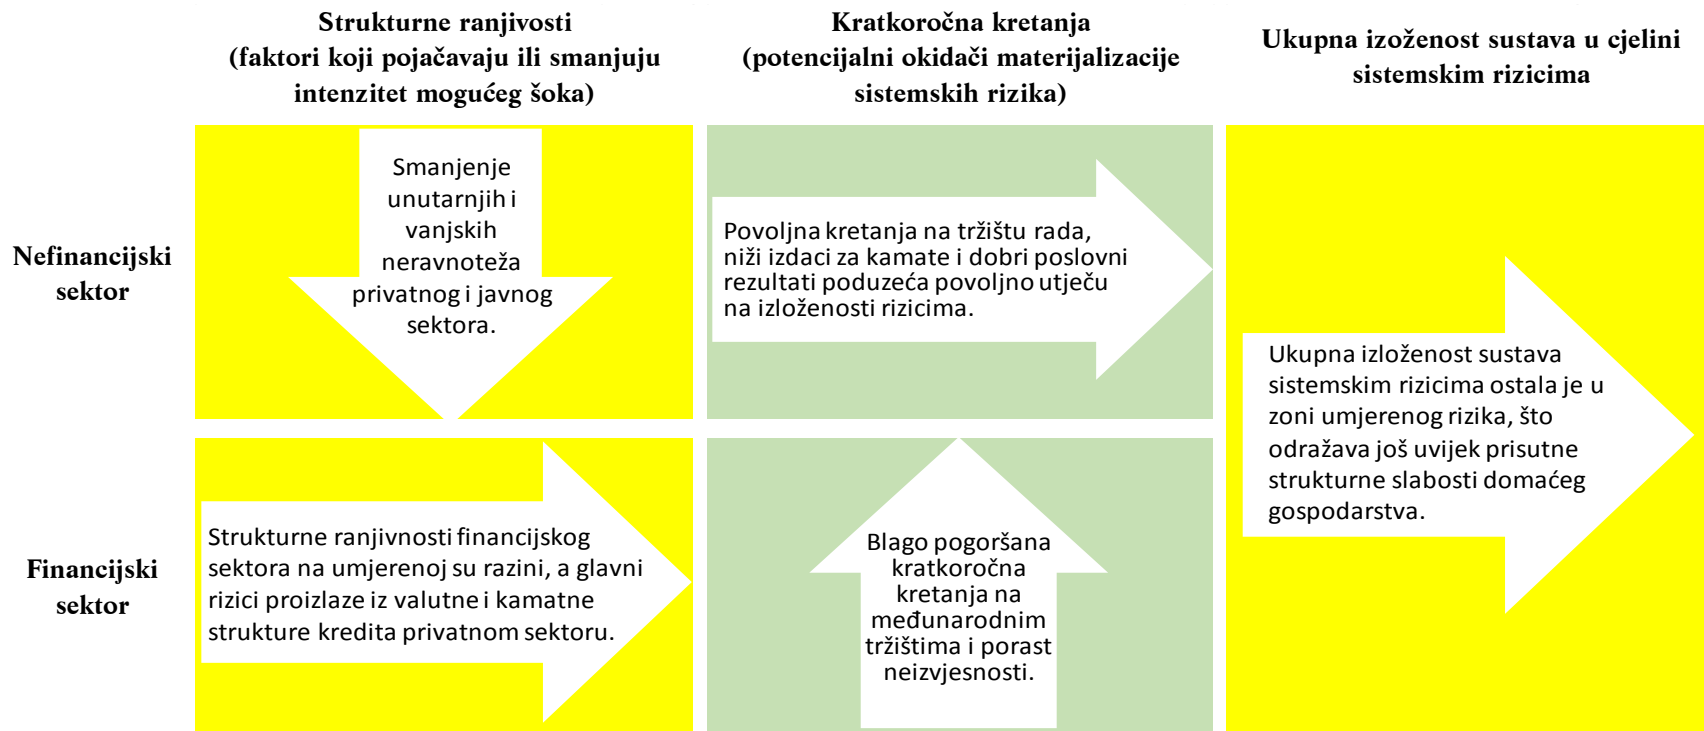 Strukturne ranjivosti
(faktori koji pojačavaju ili smanjuju
intenzitet mogućeg šoka)
Kratkoročna kretanja
(potencijalni okidači materijalizacije
sistemskih rizika)
Ukupna izoženost sustava u cjelini
sistemskim rizicima
Nefinancijski
sektor
Smanjenje
unutarnjih i
vanjskih
neravnoteža
privatnog i javnog
sektora.
Povoljna kretanja na tržištu rada,
niži izdaci za kamate i dobri poslovni
rezultati poduzeća povoljno utječu
na izloženosti rizicima.
Ukupna izloženost sustava
sistemskim rizicima ostala je u
zoni umjerenog rizika, što
odražava još uvijek prisutne
strukturne slabosti domaćeg
gospodarstva.
Financijski
sektor
Strukturne ranjivnosti financijskog
sektora na umjerenoj su razini, a glavni
rizici proizlaze iz valutne i kamatne
strukture kredita privatnom sektoru.
Blago pogoršana
kratkoročna
kretanja na
međunarodnim
tržištima i porast
neizvjesnosti.